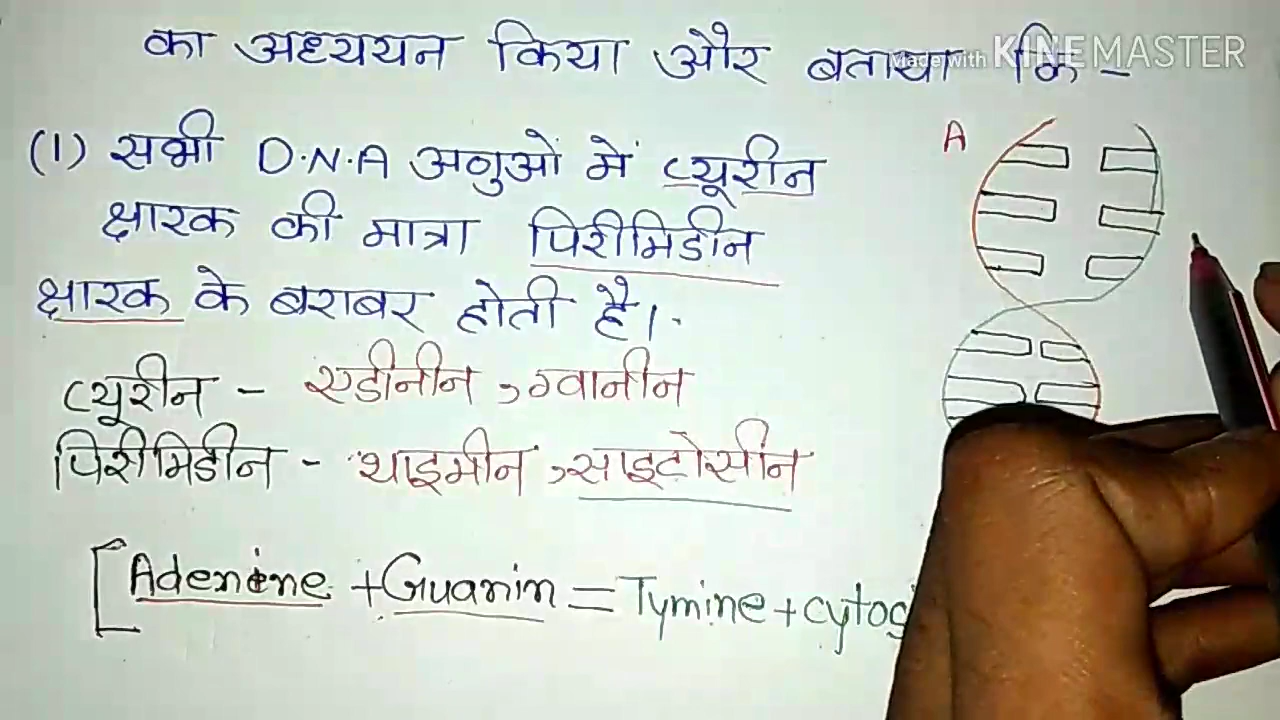 का अध्ययन किया और बताया कि -
Made with KINEMASTER
(1) सभी D.N.A अणुओं में प्यूरीन
A
क्षारक की मात्रा पिरीमिडीन
क्षारक के बराबर होती है।
प्यूरीन - एडीनीन, ग्वानीन
पिरीमिडीन - थाइमीन, साइटोसीन
[Adenine + Guanin = Tymine + cytog